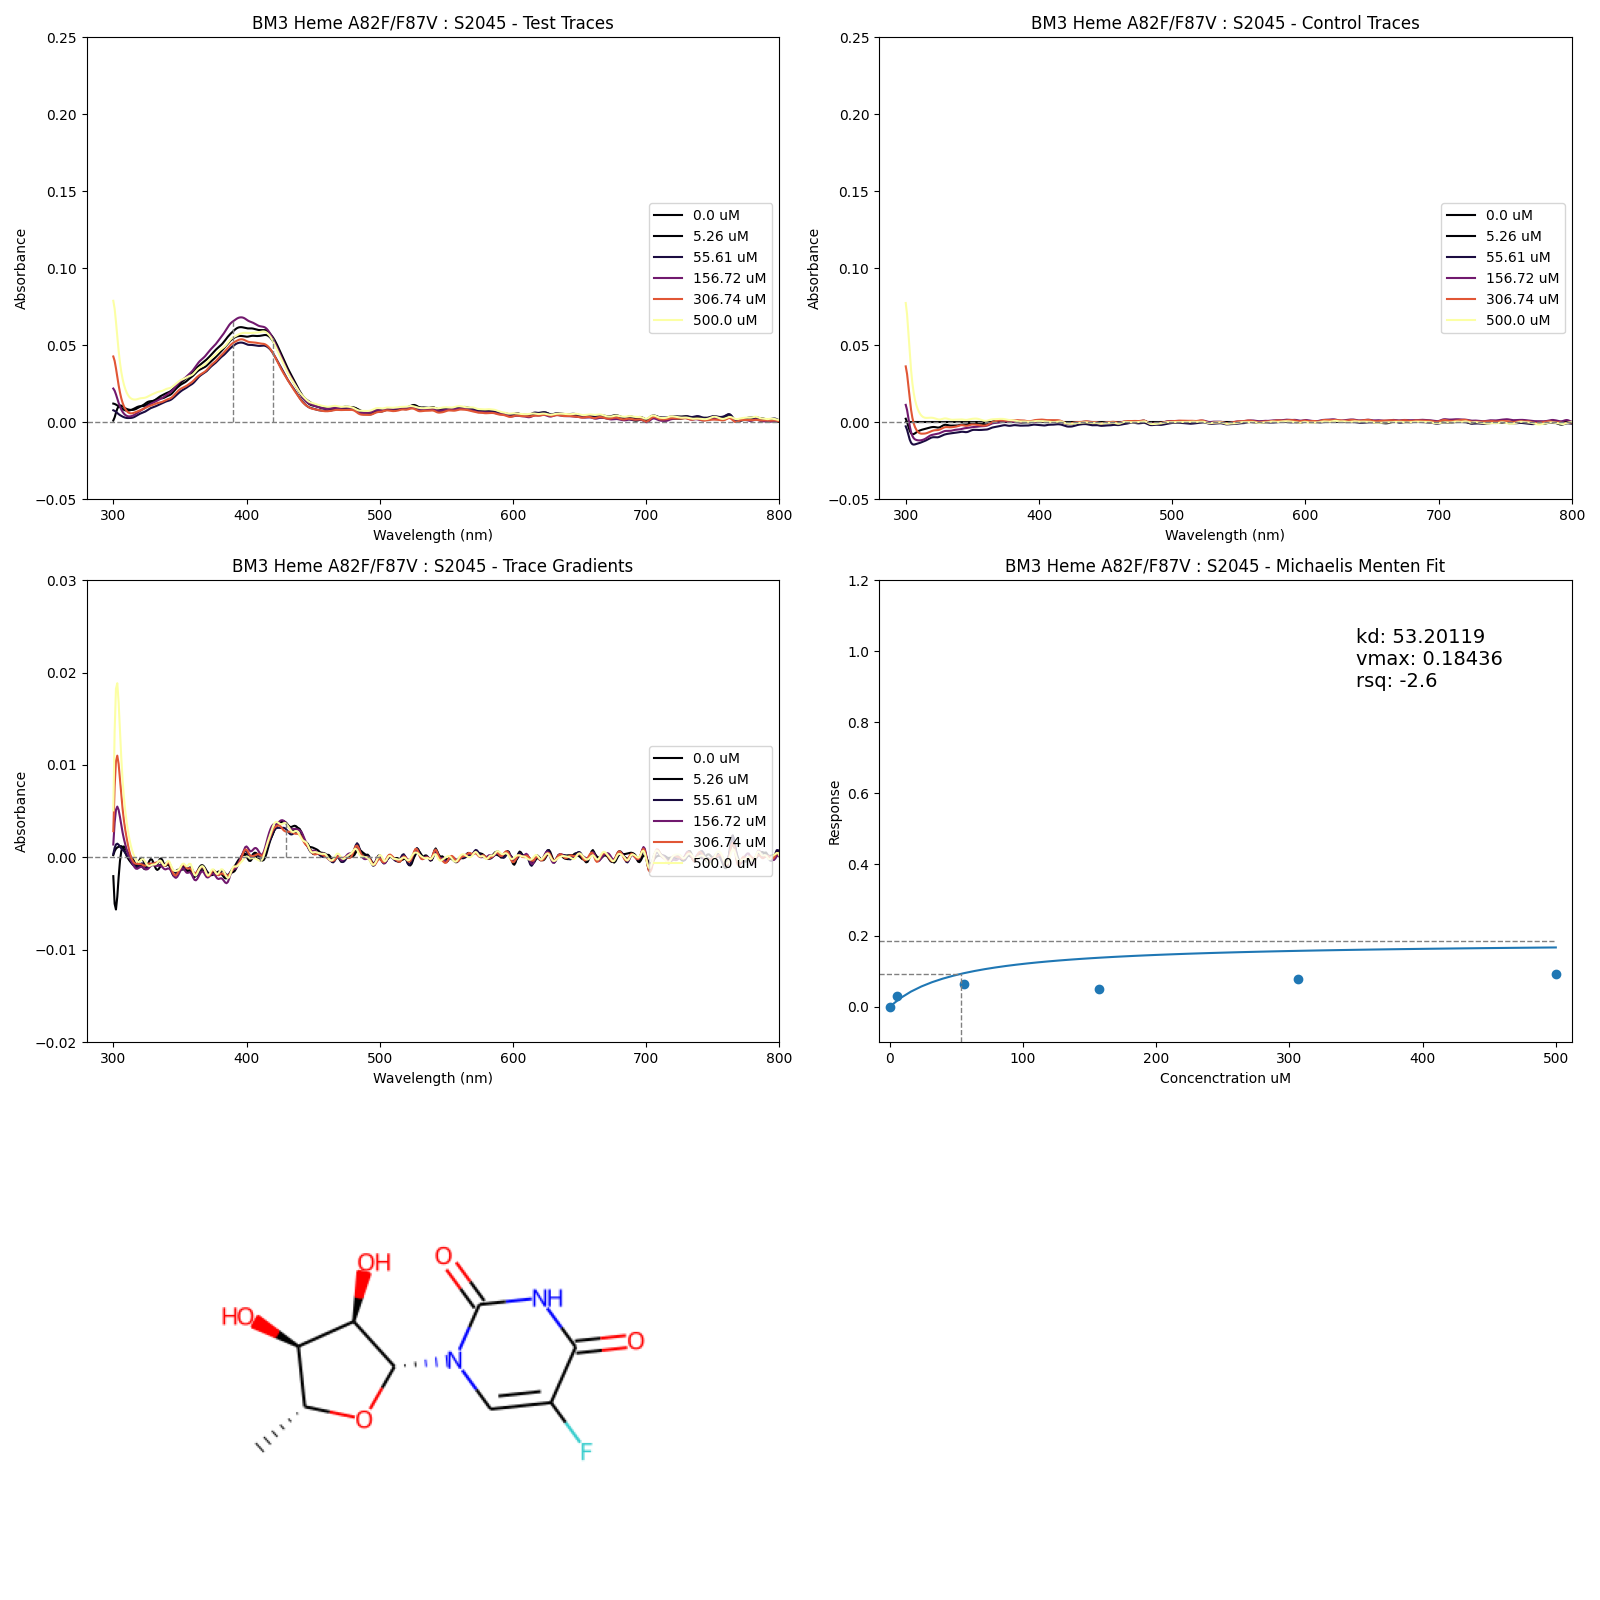 BM3 Heme A82F/F87V : S2045 - Test Traces
0.25
0.20
0.15
0.10
0.05
0.00
−0.05
Absorbance
300 400 500 600 700 800
Wavelength (nm)
0.0 uM
5.26 uM
55.61 uM
156.72 uM
306.74 uM
500.0 uM
BM3 Heme A82F/F87V : S2045 - Control Traces
0.25
0.20
0.15
0.10
0.05
0.00
−0.05
Absorbance
300 400 500 600 700 800
Wavelength (nm)
0.0 uM
5.26 uM
55.61 uM
156.72 uM
306.74 uM
500.0 uM
BM3 Heme A82F/F87V : S2045 - Trace Gradients
0.03
0.02
0.01
0.00
−0.01
−0.02
Absorbance
300 400 500 600 700 800
Wavelength (nm)
0.0 uM
5.26 uM
55.61 uM
156.72 uM
306.74 uM
500.0 uM
BM3 Heme A82F/F87V : S2045 - Michaelis Menten Fit
1.2
1.0
0.8
0.6
0.4
0.2
0.0
Response
0 100 200 300 400 500
Concenctration uM
kd: 53.20119
vmax: 0.18436
rsq: -2.6
OH
O
HO
NH
O
N
O
F